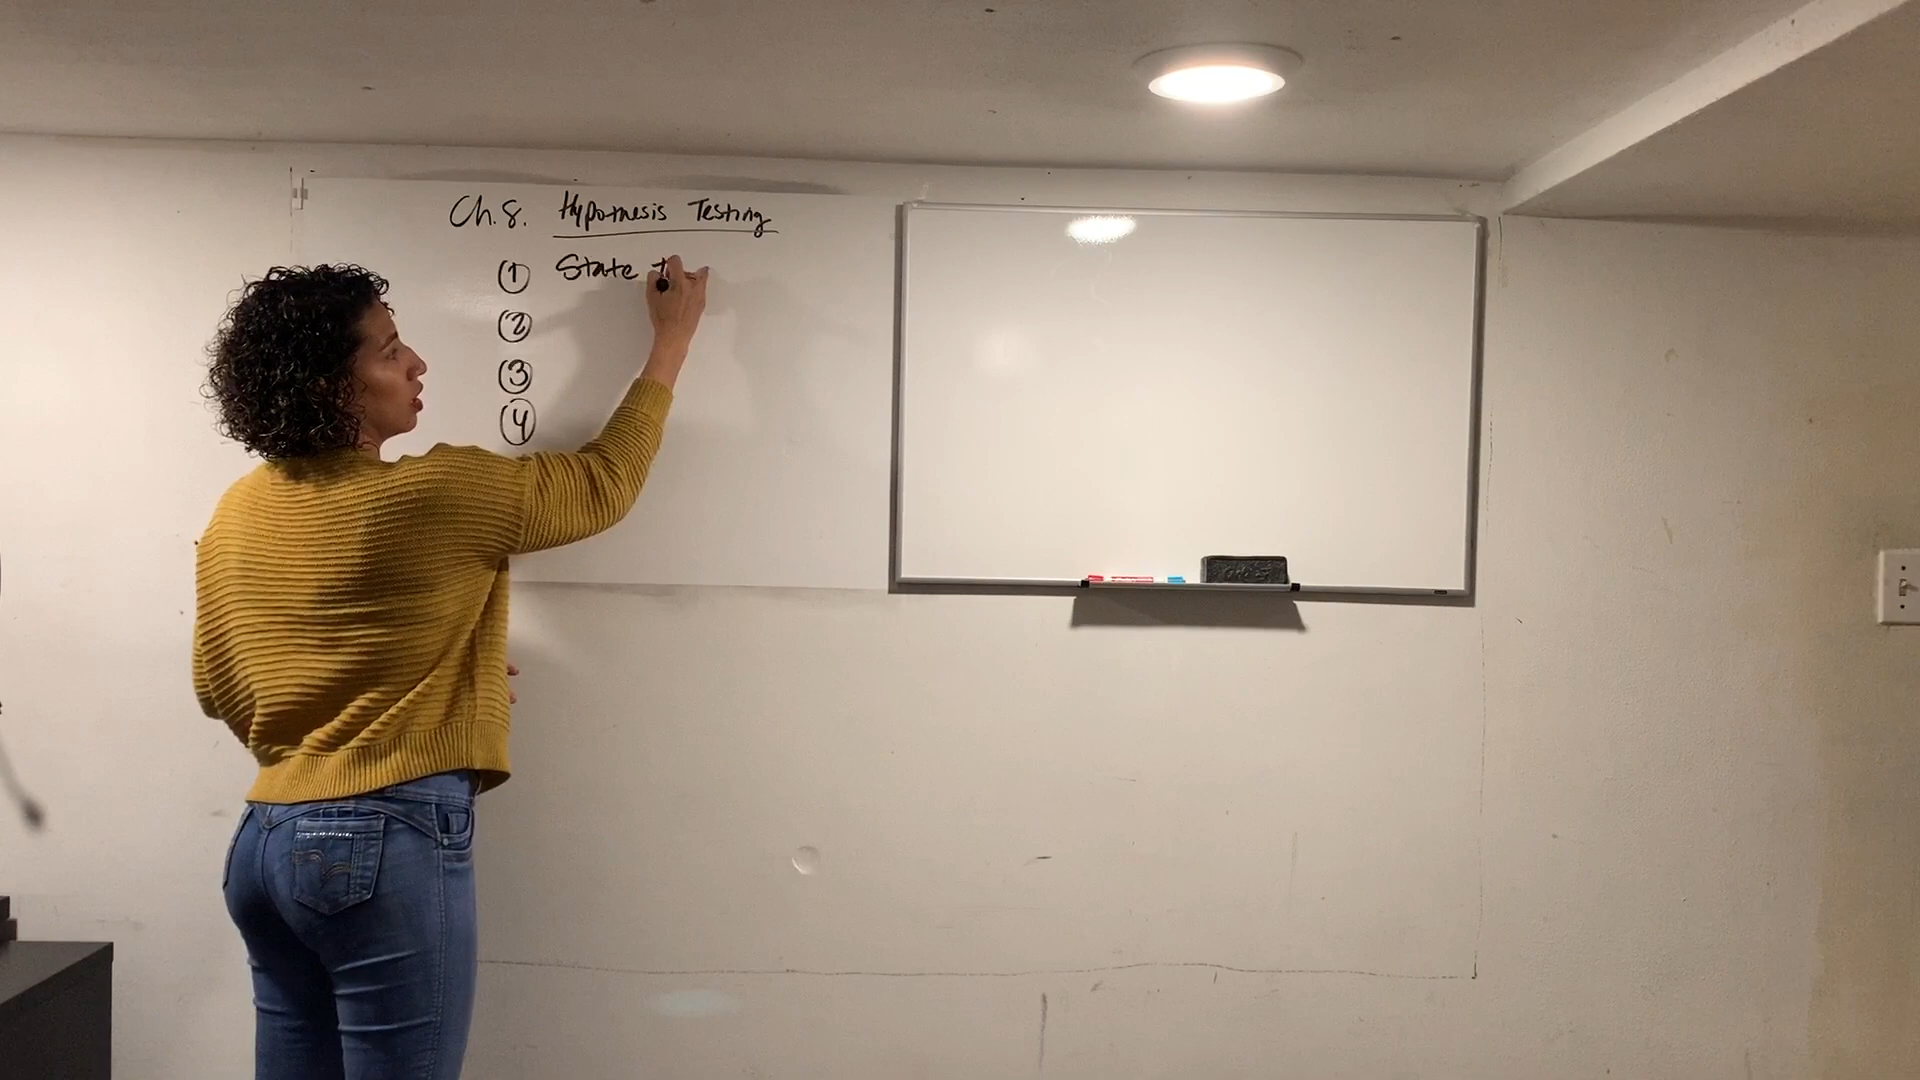 Ch. 8. Hypothesis Testing
① State t
②
③
④